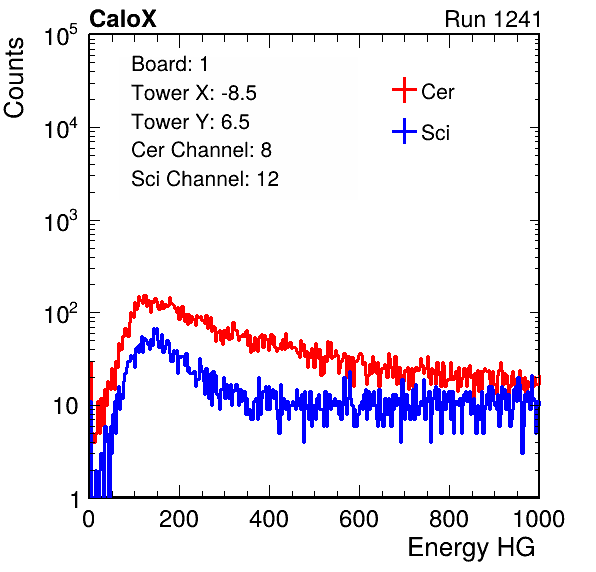 CaloX Run 1241
Counts
10^5
10^4
10^3
10^2
10
1
Board: 1
Tower X: -8.5
Tower Y: 6.5
Cer Channel: 8
Sci Channel: 12
Cer
Sci
0 200 400 600 800 1000
Energy HG